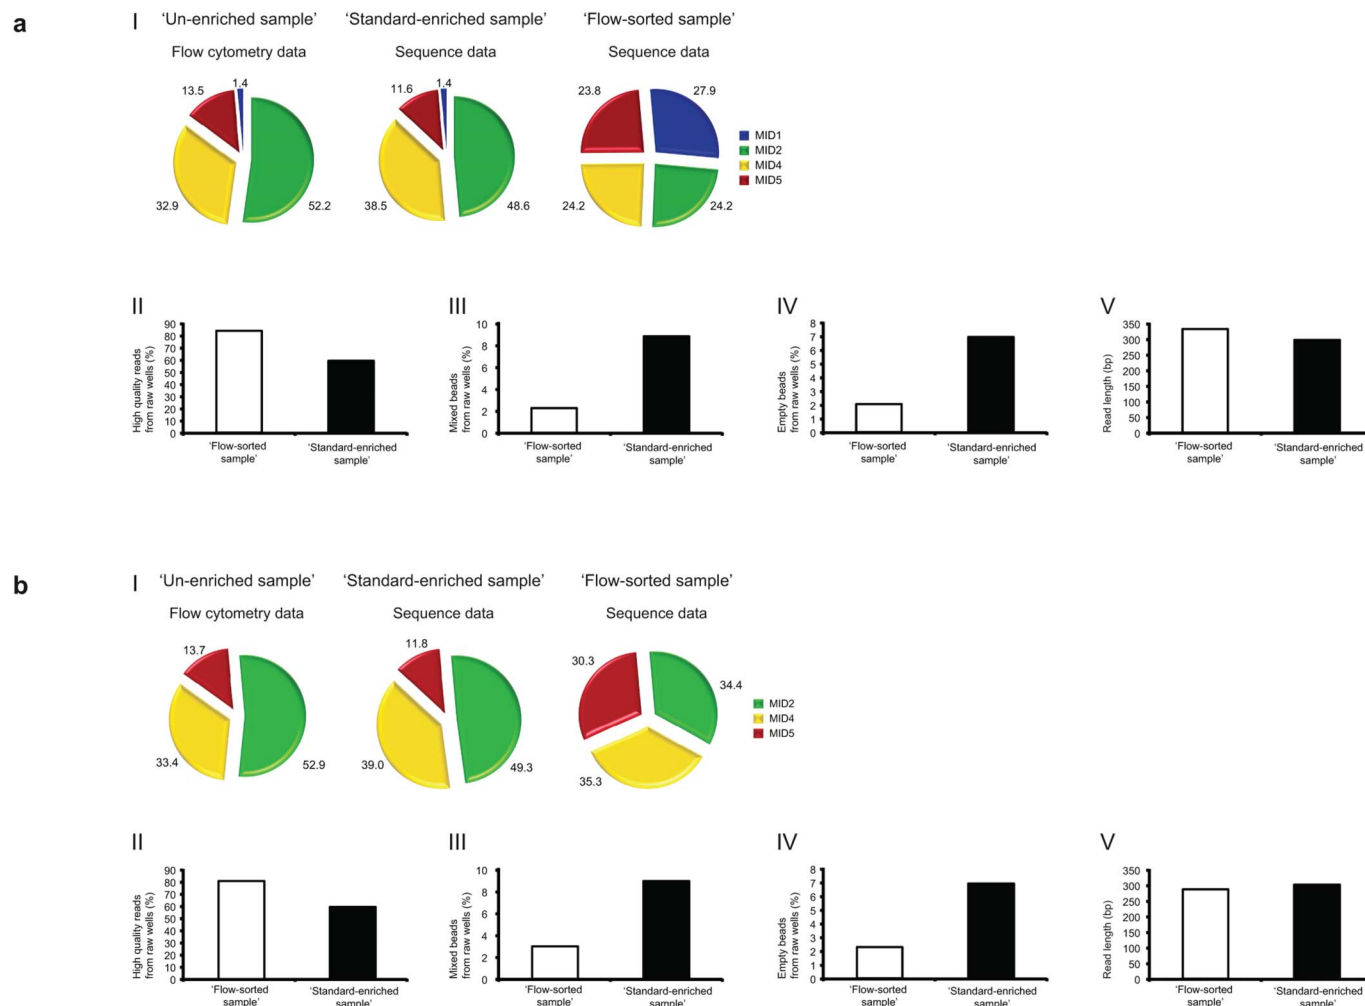 a
I
'Un-enriched sample'
'Standard-enriched sample'
'Flow-sorted sample'
Flow cytometry data
Sequence data
Sequence data
13.5
1.4
32.9
52.2
11.6
1.4
38.5
48.6
23.8
27.9
24.2
24.2
MID1
MID2
MID4
MID5
II
High quality reads
from raw wells (%)
90
80
70
60
50
40
30
20
10
0
'Flow-sorted
sample'
'Standard-enriched
sample'
III
Mixed beads
from raw wells (%)
10
8
6
4
2
0
'Flow-sorted
sample'
'Standard-enriched
sample'
IV
Empty beads
from raw wells (%)
8
7
6
5
4
3
2
1
0
'Flow-sorted
sample'
'Standard-enriched
sample'
V
Read length (bp)
350
300
250
200
150
100
50
0
'Flow-sorted
sample'
'Standard-enriched
sample'
b
I
'Un-enriched sample'
'Standard-enriched sample'
'Flow-sorted sample'
Flow cytometry data
Sequence data
Sequence data
13.7
33.4
52.9
11.8
39.0
49.3
30.3
34.4
35.3
MID2
MID4
MID5
II
High quality reads
from raw wells (%)
90
80
70
60
50
40
30
20
10
0
'Flow-sorted
sample'
'Standard-enriched
sample'
III
Mixed beads
from raw wells (%)
10
8
6
4
2
0
'Flow-sorted
sample'
'Standard-enriched
sample'
IV
Empty beads
from raw wells (%)
8
7
6
5
4
3
2
1
0
'Flow-sorted
sample'
'Standard-enriched
sample'
V
Read length (bp)
350
300
250
200
150
100
50
0
'Flow-sorted
sample'
'Standard-enriched
sample'